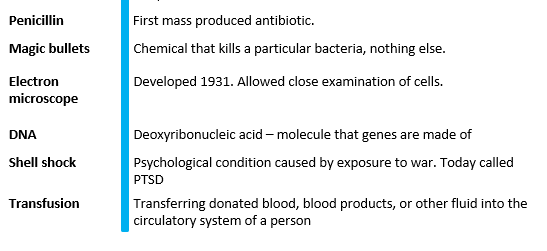 Penicillin First mass produced antibiotic.
Magic bullets Chemical that kills a particular bacteria, nothing else.
Electron Developed 1931. Allowed close examination of cells.
microscope
DNA Deoxyribonucleic acid – molecule that genes are made of
Shell shock Psychological condition caused by exposure to war. Today called
PTSD
Transfusion Transferring donated blood, blood products, or other fluid into the
circulatory system of a person